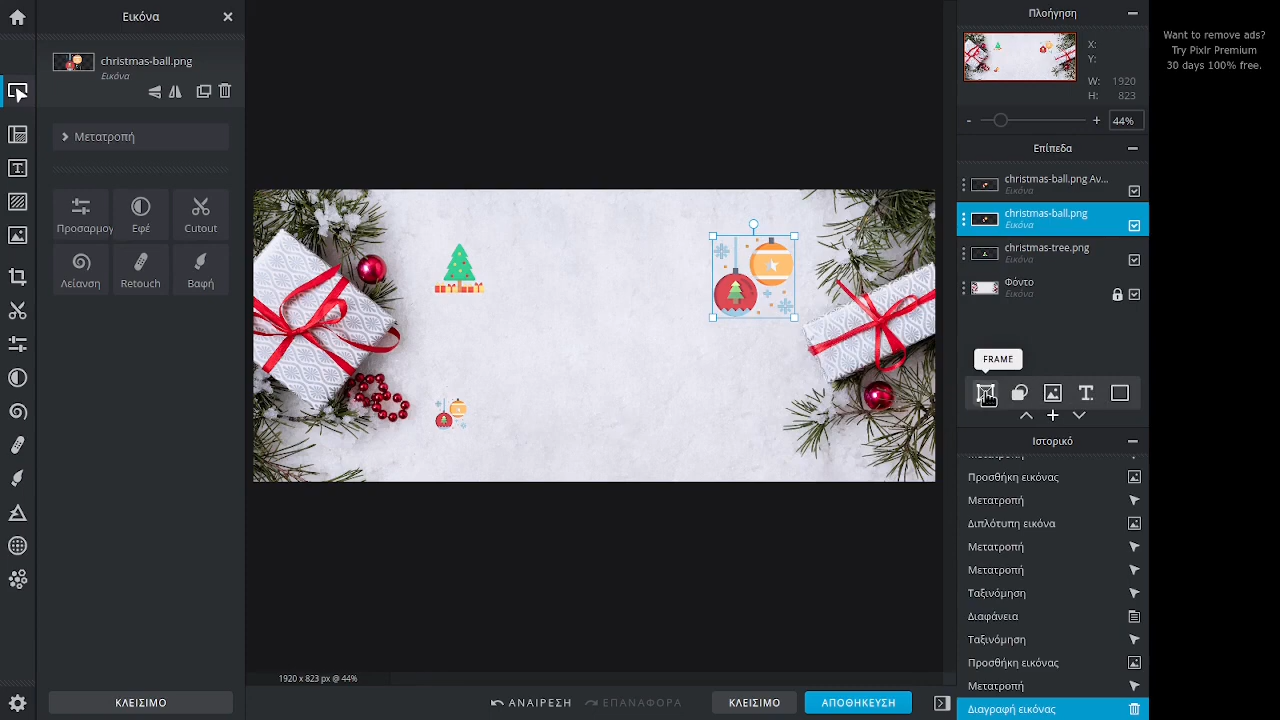 Εικόνα
christmas-ball.png
Εικόνα
Μετατροπή
Προσαρμογ
Εφέ
Cutout
Λείανση
Retouch
Βαφή
ΚΛΕΙΣΙΜΟ
1920 x 823 px @ 44%
ΑΝΑΙΡΕΣΗ
ΕΠΑΝΑΦΟΡΑ
ΚΛΕΙΣΙΜΟ
ΑΠΟΘΗΚΕΥΣΗ
Πλοήγηση
X:
Y:
W: 1920
H: 823
- + 44%
Επίπεδα
christmas-ball.png Αν...
Εικόνα
christmas-ball.png
Εικόνα
christmas-tree.png
Εικόνα
Φόντο
Εικόνα
FRAME
Ιστορικό
Μετατροπή
Προσθήκη εικόνας
Μετατροπή
Διπλότυπη εικόνα
Μετατροπή
Μετατροπή
Ταξινόμηση
Διαφάνεια
Ταξινόμηση
Προσθήκη εικόνας
Μετατροπή
Διαγραφή εικόνας
Want to remove ads?
Try Pixlr Premium
30 days 100% free.